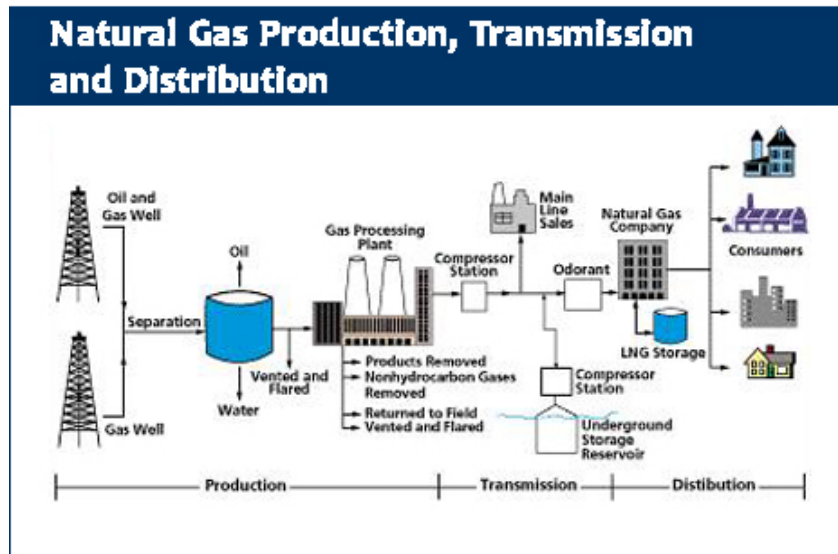 Natural Gas Production, Transmission
and Distribution
Oil and
Gas Well
Gas Well
Separation
Oil
Water
Vented and
Flared
Gas Processing
Plant
Products Removed
Nonhydrocarbon Gases
Removed
Returned to Field
Vented and Flared
Compressor
Station
Main
Line
Sales
Compressor
Station
Underground
Storage
Reservoir
Odorant
Natural Gas
Company
LNG Storage
Consumers
Production
Transmission
Distibution